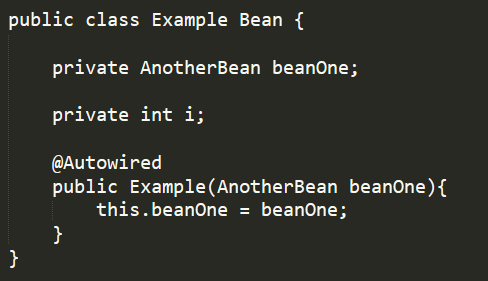 public class Example Bean {
private AnotherBean beanOne;
private int i;
@Autowired
public Example(AnotherBean beanOne){
this.beanOne = beanOne;
}
}